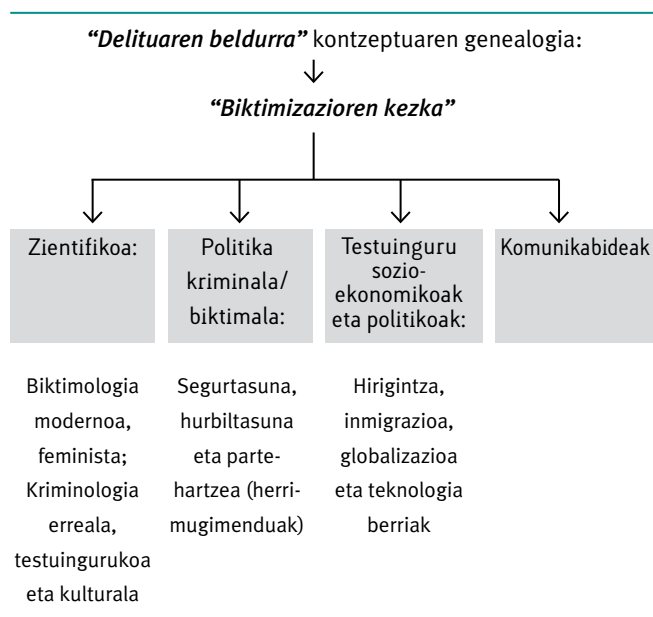 “Delituaren beldurra” kontzeptuaren genealogia:
“Biktimizazioren kezka”
Zientifikoa:
Politika
kriminala/
biktimala:
Testuinguru
sozio-
ekonomikoak
eta politikoak:
Komunikabideak
Biktimologia
modernoa,
feminista;
Kriminologia
erreala,
testuingurukoa
eta kulturala
Segurtasuna,
hurbiltasuna
eta parte-
hartzea (herri-
mugimenduak)
Hirigintza,
inmigrazioa,
globalizazioa
eta teknologia
berriak